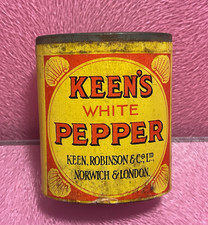 KEEN'S
WHITE
PEPPER
KEEN, ROBINSON & Co. LTD.
NORWICH & LONDON.